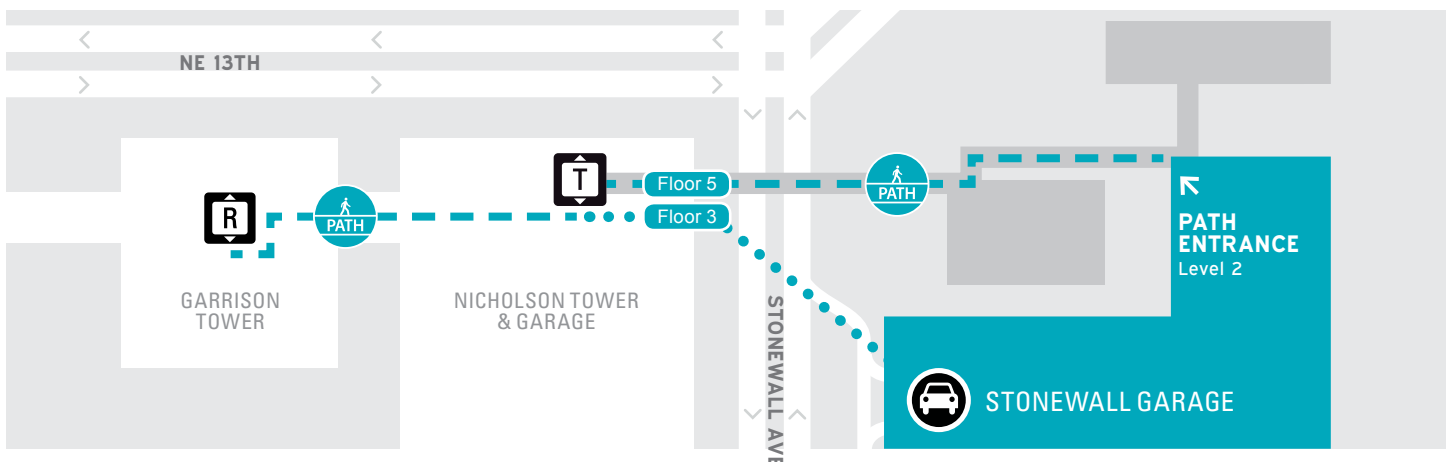 NE 13TH
T
Floor 5
PATH
R
PATH
Floor 3
PATH
ENTRANCE
Level 2
GARRISON
TOWER
NICHOLSON TOWER
& GARAGE
STONEWALL AVE
STONEWALL GARAGE